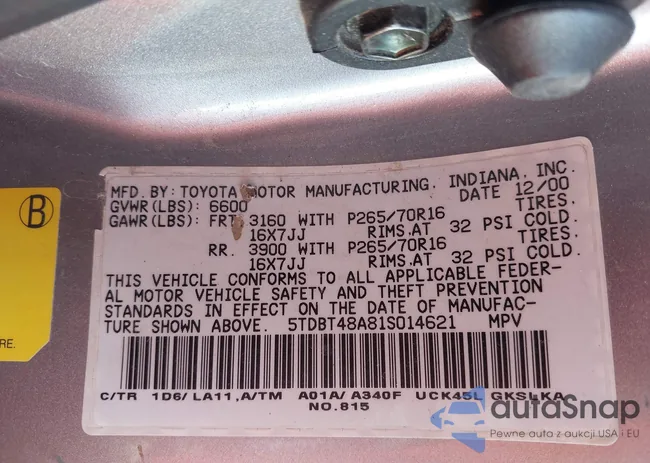 MFD. BY: TOYOTA MOTOR MANUFACTURING, INDIANA, INC.
GVWR(LBS): 6600 DATE 12/00
GAWR(LBS): FRT. 3160 WITH P265/70R16 TIRES.
16X7JJ RIMS.AT 32 PSI COLD.
RR. 3900 WITH P265/70R16 TIRES.
16X7JJ RIMS.AT 32 PSI COLD.
THIS VEHICLE CONFORMS TO ALL APPLICABLE FEDER-
AL MOTOR VEHICLE SAFETY AND THEFT PREVENTION
STANDARDS IN EFFECT ON THE DATE OF MANUFAC-
TURE SHOWN ABOVE. 5TDBT48A81S014621 MPV
C/TR 1D6/LA11,A/TM A01A/A340F UCK45L GKSLKA
NO.815
B
RE.
autoSnap
Pewne auta z aukcji USA i EU